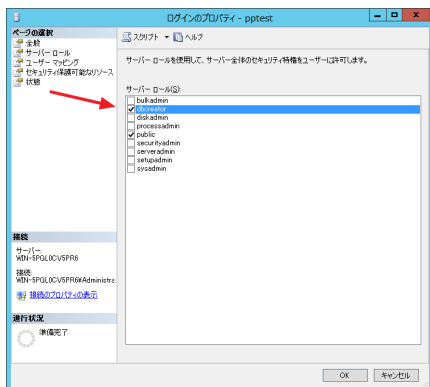 ログインのプロパティ - pptest
ページの選択
全般
サーバー ロール
ユーザー マッピング
セキュリティ保護可能なリソース
状態
スクリプト
ヘルプ
サーバー ロールを使用して、サーバー全体のセキュリティ特権をユーザーに許可します。
サーバー ロール(S):
bulkadmin
dbcreator
diskadmin
processadmin
public
securityadmin
serveradmin
setupadmin
sysadmin
接続
サーバー:
WIN-5PGL0CV5PR6
接続:
WIN-5PGL0CV5PR6¥Administra
接続のプロパティの表示
進行状況
準備完了
OK
キャンセル